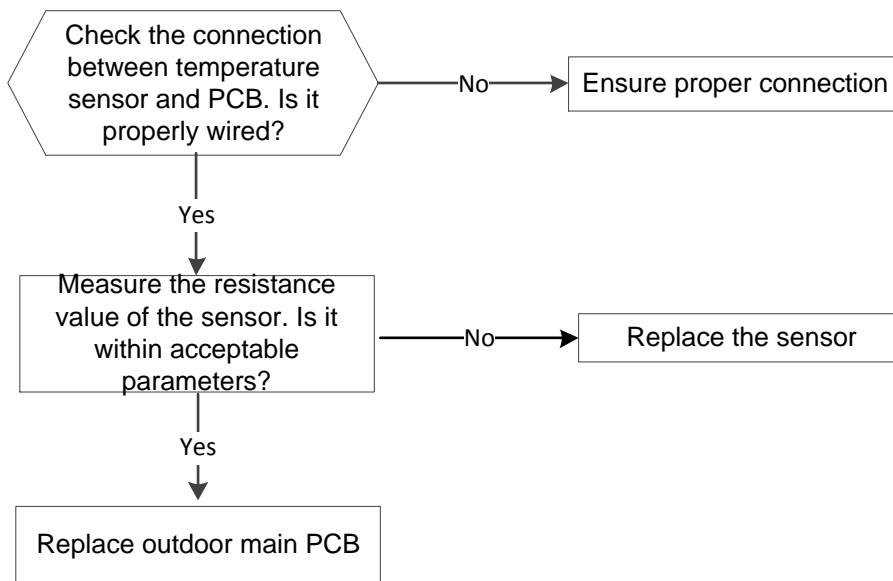 Check the connection
between temperature
sensor and PCB. Is it
properly wired?
No
Ensure proper connection
Yes
Measure the resistance
value of the sensor. Is it
within acceptable
parameters?
No
Replace the sensor
Yes
Replace outdoor main PCB